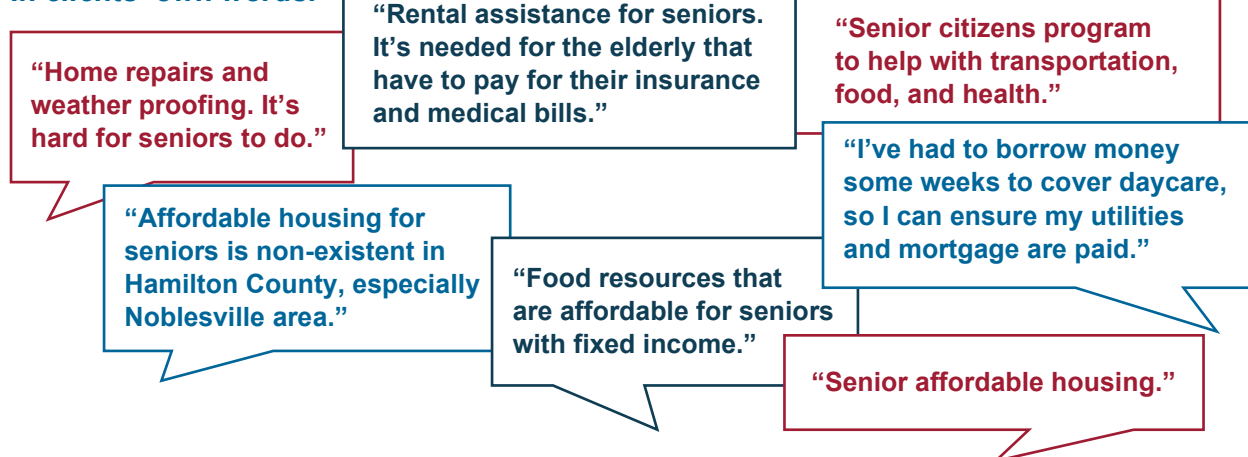 in clients' own words:
“Home repairs and
weather proofing. It’s
hard for seniors to do.”
“Rental assistance for seniors.
It’s needed for the elderly that
have to pay for their insurance
and medical bills.”
“Senior citizens program
to help with transportation,
food, and health.”
“Affordable housing for
seniors is non-existent in
Hamilton County, especially
Noblesville area.”
“Food resources that
are affordable for seniors
with fixed income.”
“I’ve had to borrow money
some weeks to cover daycare,
so I can ensure my utilities
and mortgage are paid.”
“Senior affordable housing.”